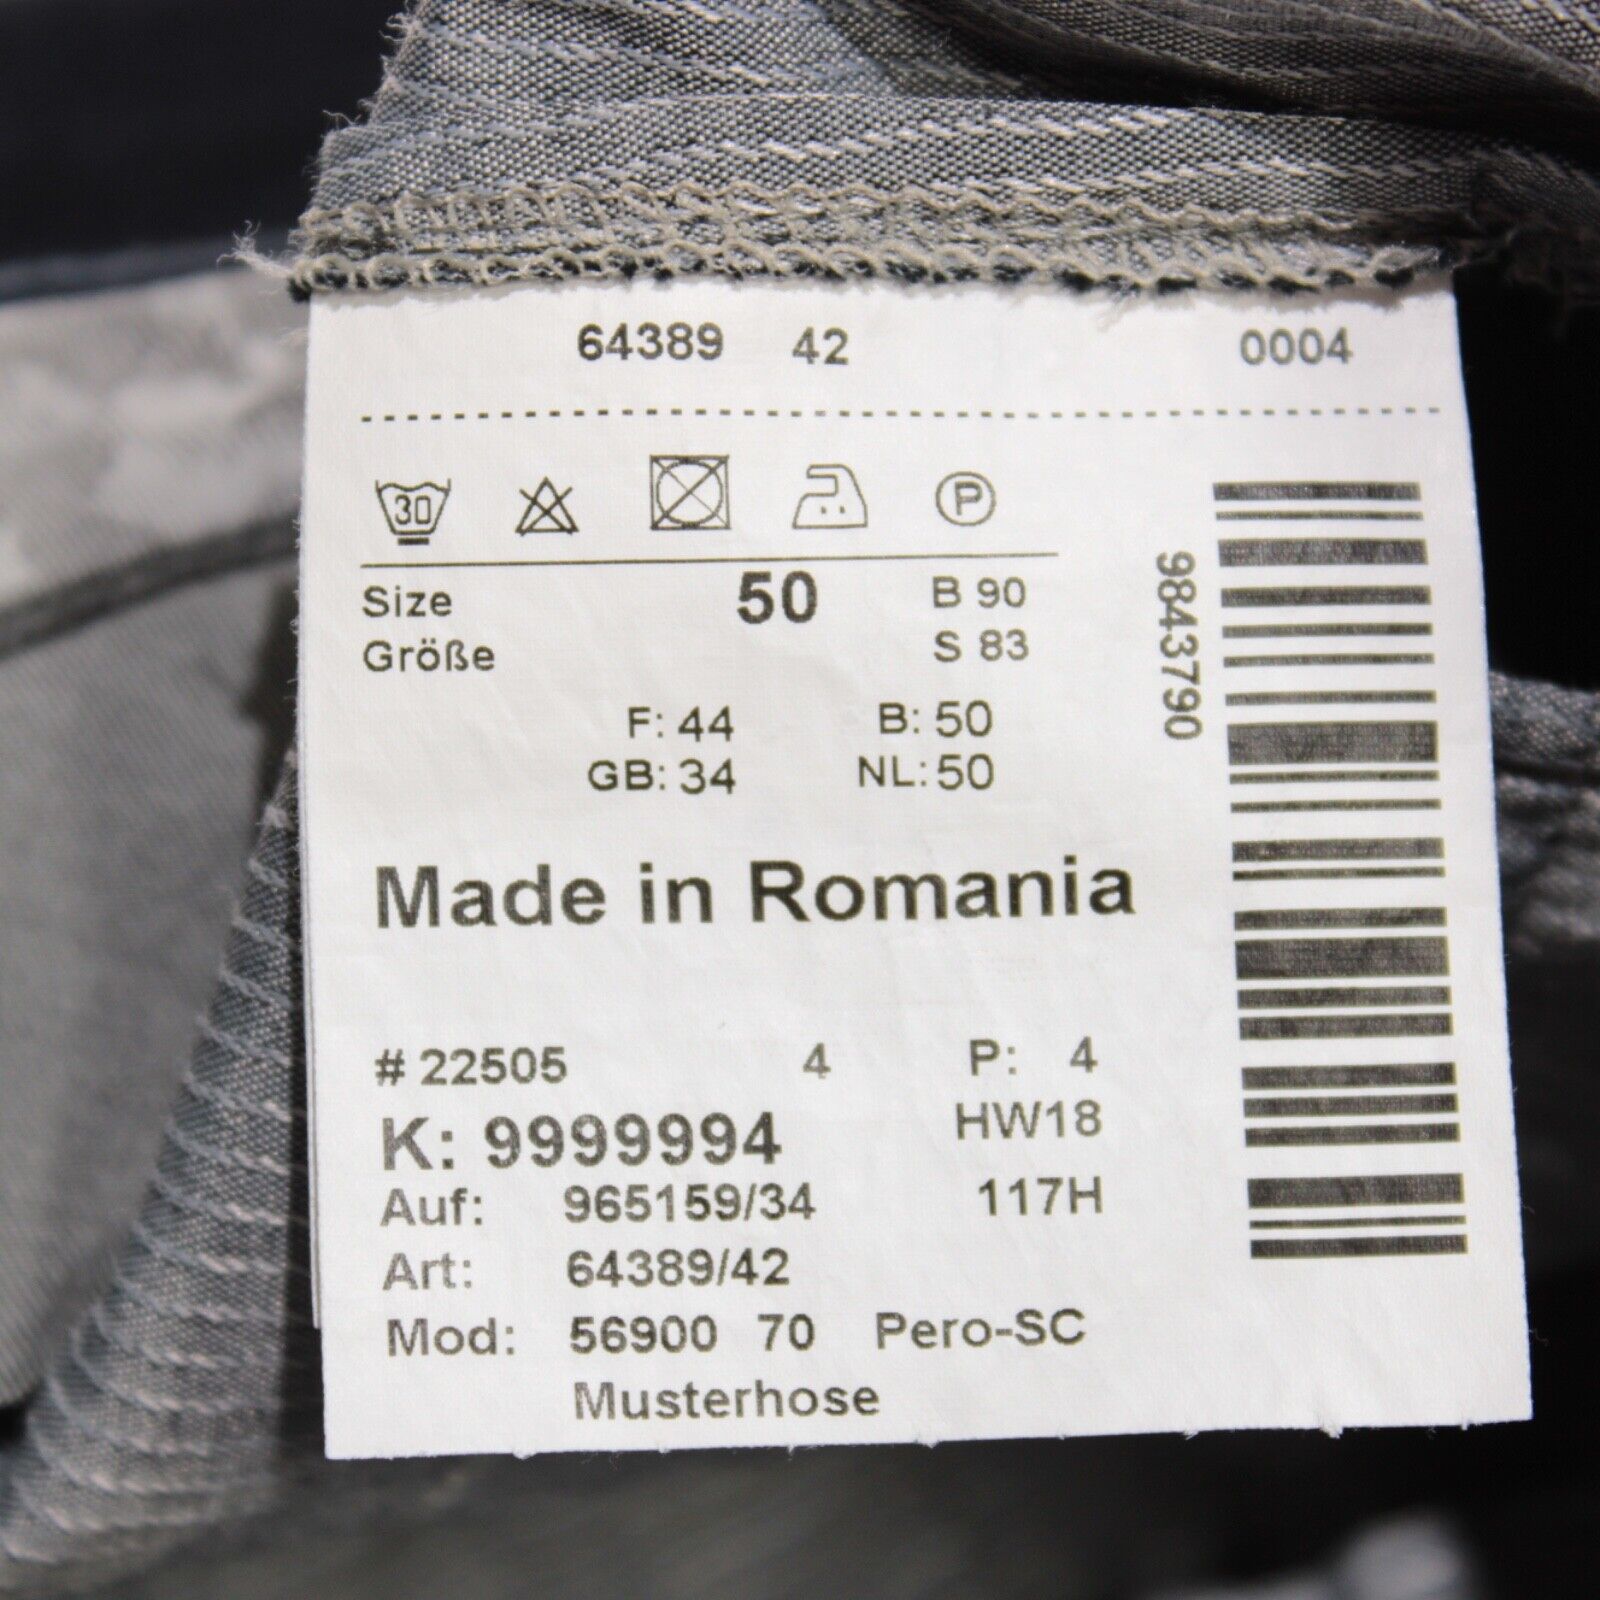 64389 42 0004
30 P
Size 50 B 90
Größe S 83
F: 44 B: 50
GB: 34 NL: 50
Made in Romania
# 22505 4 P: 4
K: 9999994 HW18
Auf: 965159/34 117H
Art: 64389/42
Mod: 56900 70 Pero-SC
Musterhose
9843790